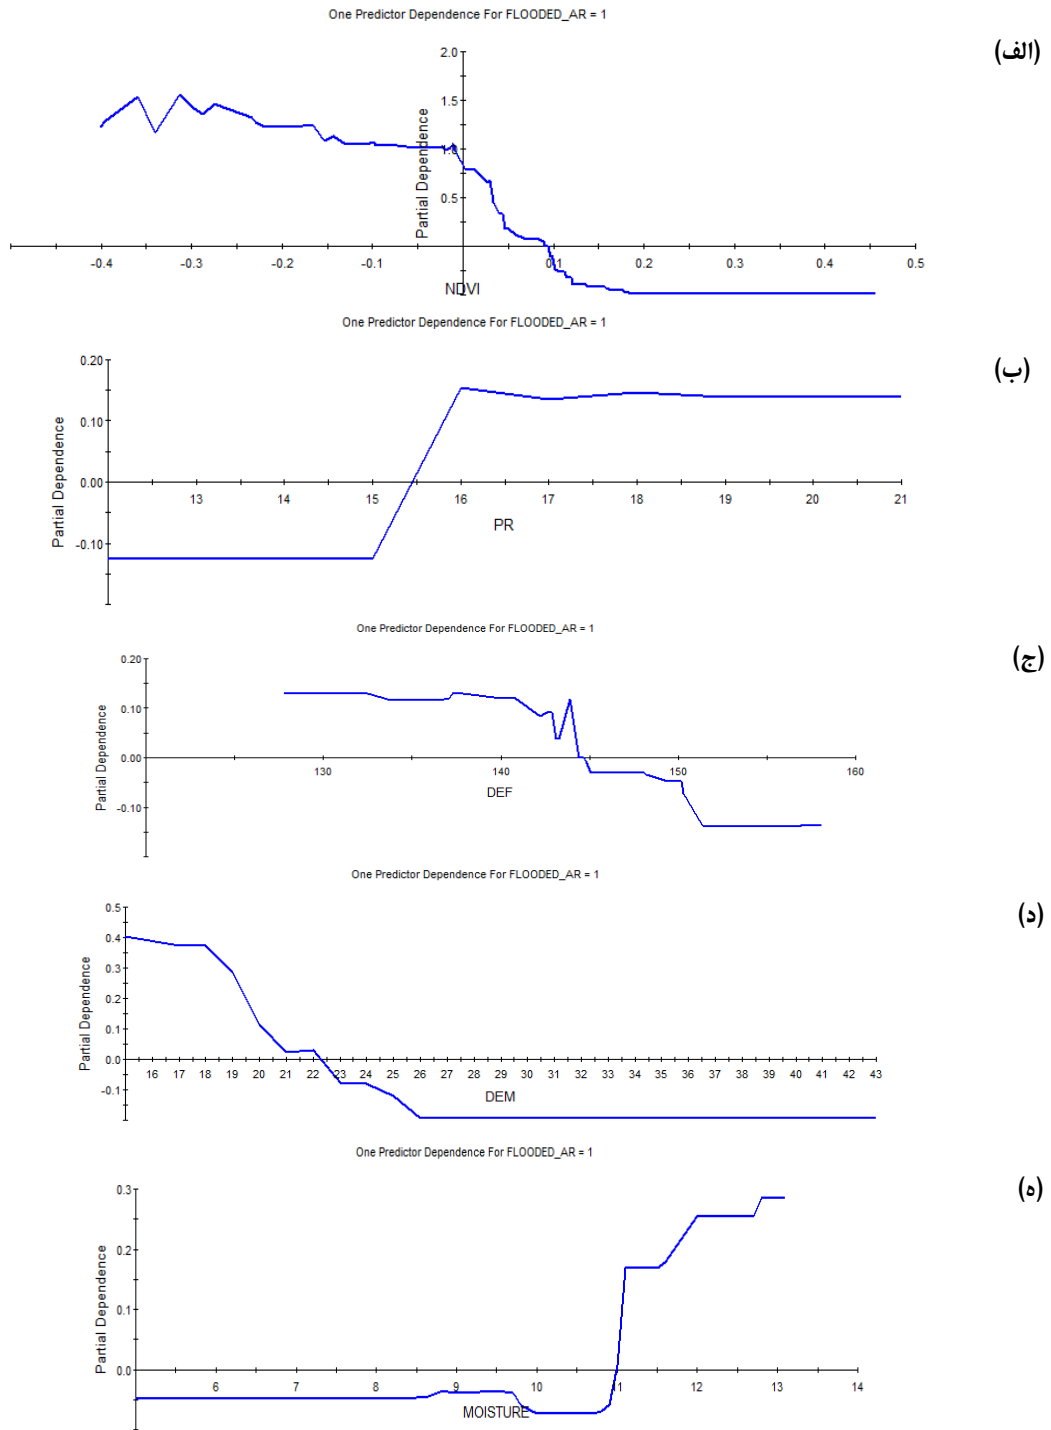 One Predictor Dependence For FLOODED_AR = 1
(الف)
2.0
1.5
1.0
0.5
Partial Dependence
-0.4 -0.3 -0.2 -0.1 0.1 0.2 0.3 0.4 0.5
NDVI
One Predictor Dependence For FLOODED_AR = 1
(ب)
0.20
0.10
0.00
-0.10
Partial Dependence
13 14 15 16 17 18 19 20 21
PR
One Predictor Dependence For FLOODED_AR = 1
(ج)
0.20
0.10
0.00
-0.10
Partial Dependence
130 140 150 160
DEF
One Predictor Dependence For FLOODED_AR = 1
(د)
0.5
0.4
0.3
0.2
0.1
0.0
-0.1
Partial Dependence
16 17 18 19 20 21 22 23 24 25 26 27 28 29 30 31 32 33 34 35 36 37 38 39 40 41 42 43
DEM
One Predictor Dependence For FLOODED_AR = 1
(ه)
0.3
0.2
0.1
0.0
Partial Dependence
6 7 8 9 10 11 12 13 14
MOISTURE